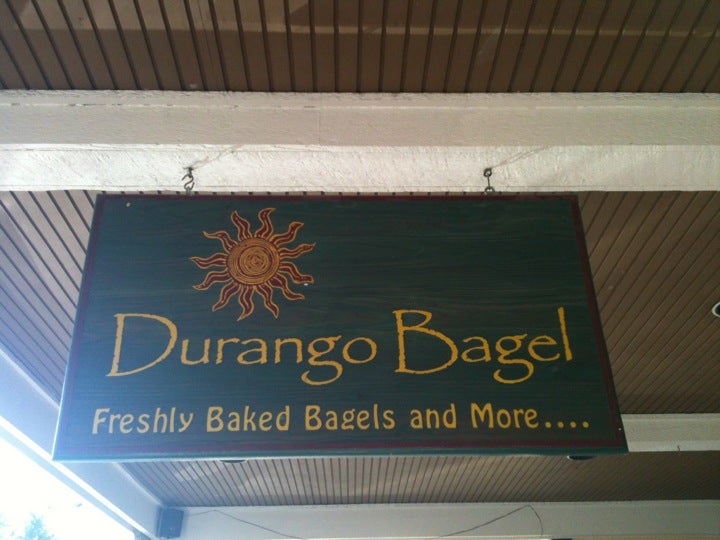 Durango Bagel
Freshly Baked Bagels and More....